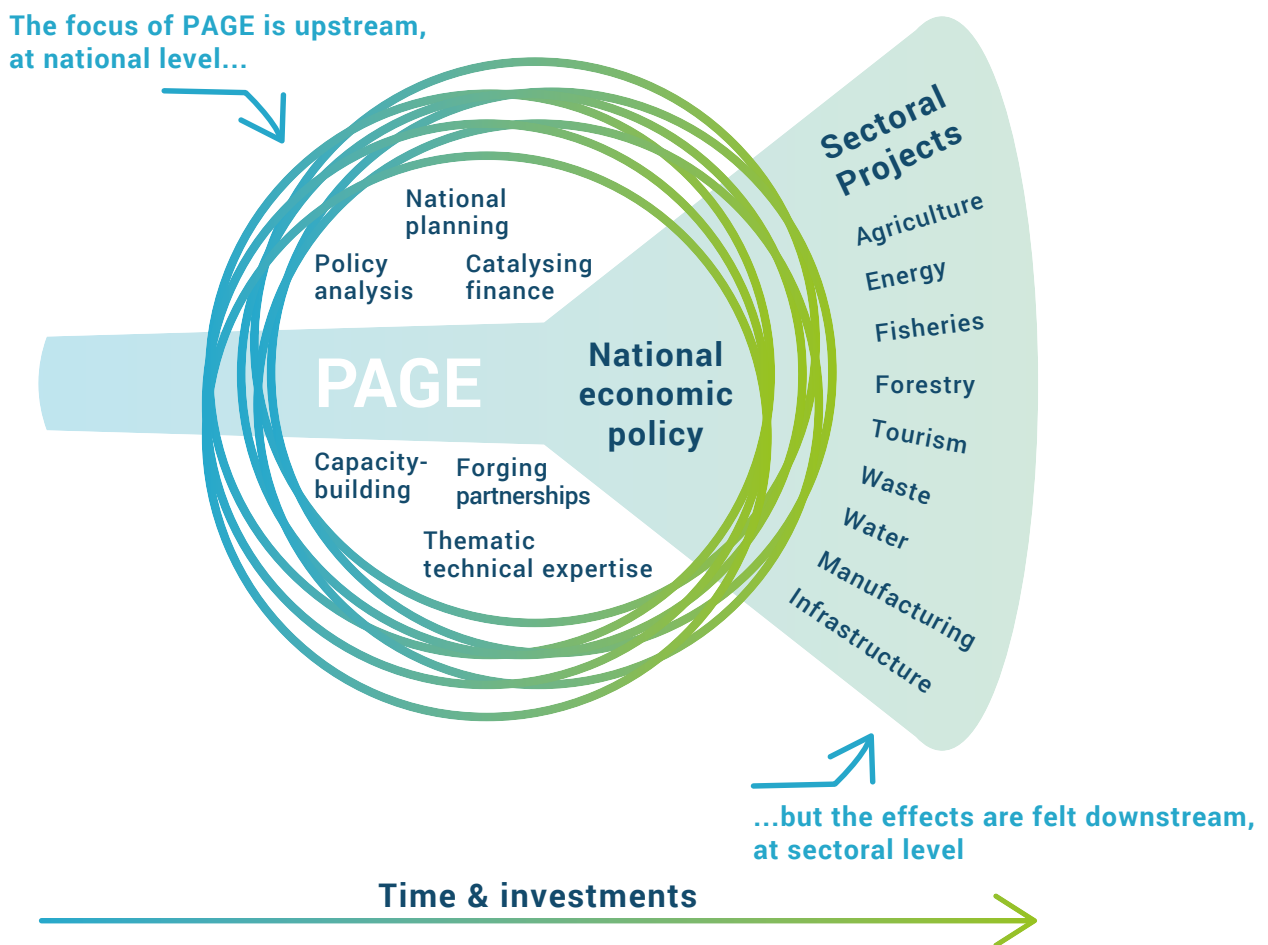 The focus of PAGE is upstream,
at national level...
National
planning
Policy
analysis
Catalysing
finance
PAGE
National
economic
policy
Capacity-
building
Forging
partnerships
Thematic
technical expertise
Sectoral
Projects
Agriculture
Energy
Fisheries
Forestry
Tourism
Waste
Water
Manufacturing
Infrastructure
...but the effects are felt downstream,
at sectoral level
Time & investments